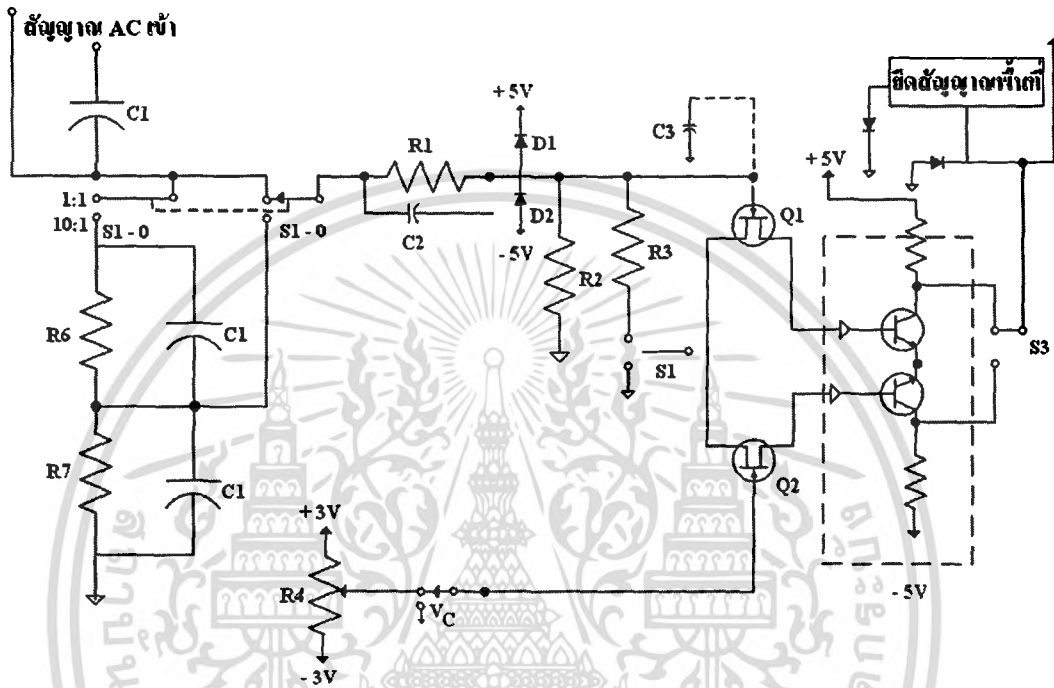 สัญญาณ AC เข้า
C1
1:1
10:1
S1 - 0
S1 - 0
R1
C2
+5V
D1
D2
-5V
C3
R2
R3
S1
Q1
Q2
R6
C1
R7
C1
+3V
R4
-3V
VC
+5V
S3
-5V